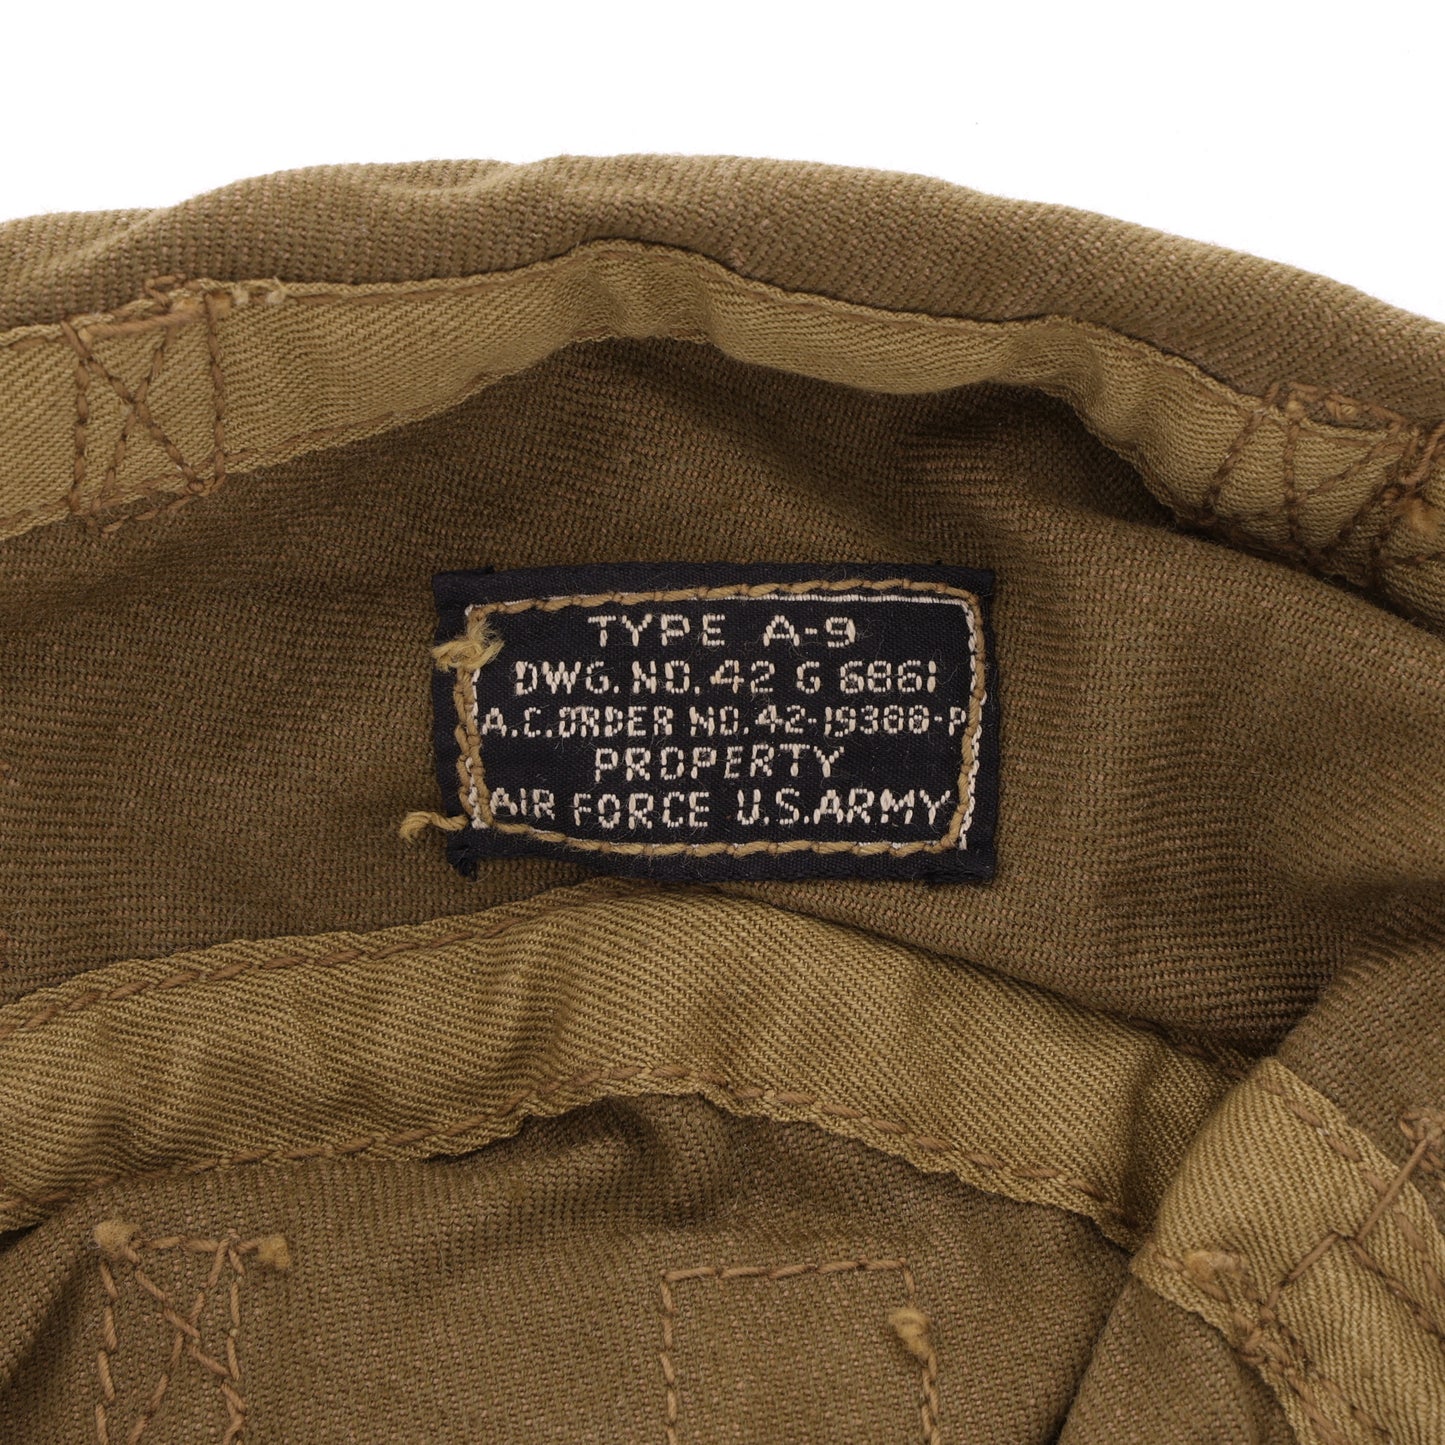 TYPE A-9
DWG. NO. 42 G 6861
A.C. ORDER NO. 42-19388-P
PROPERTY
AIR FORCE U.S. ARMY